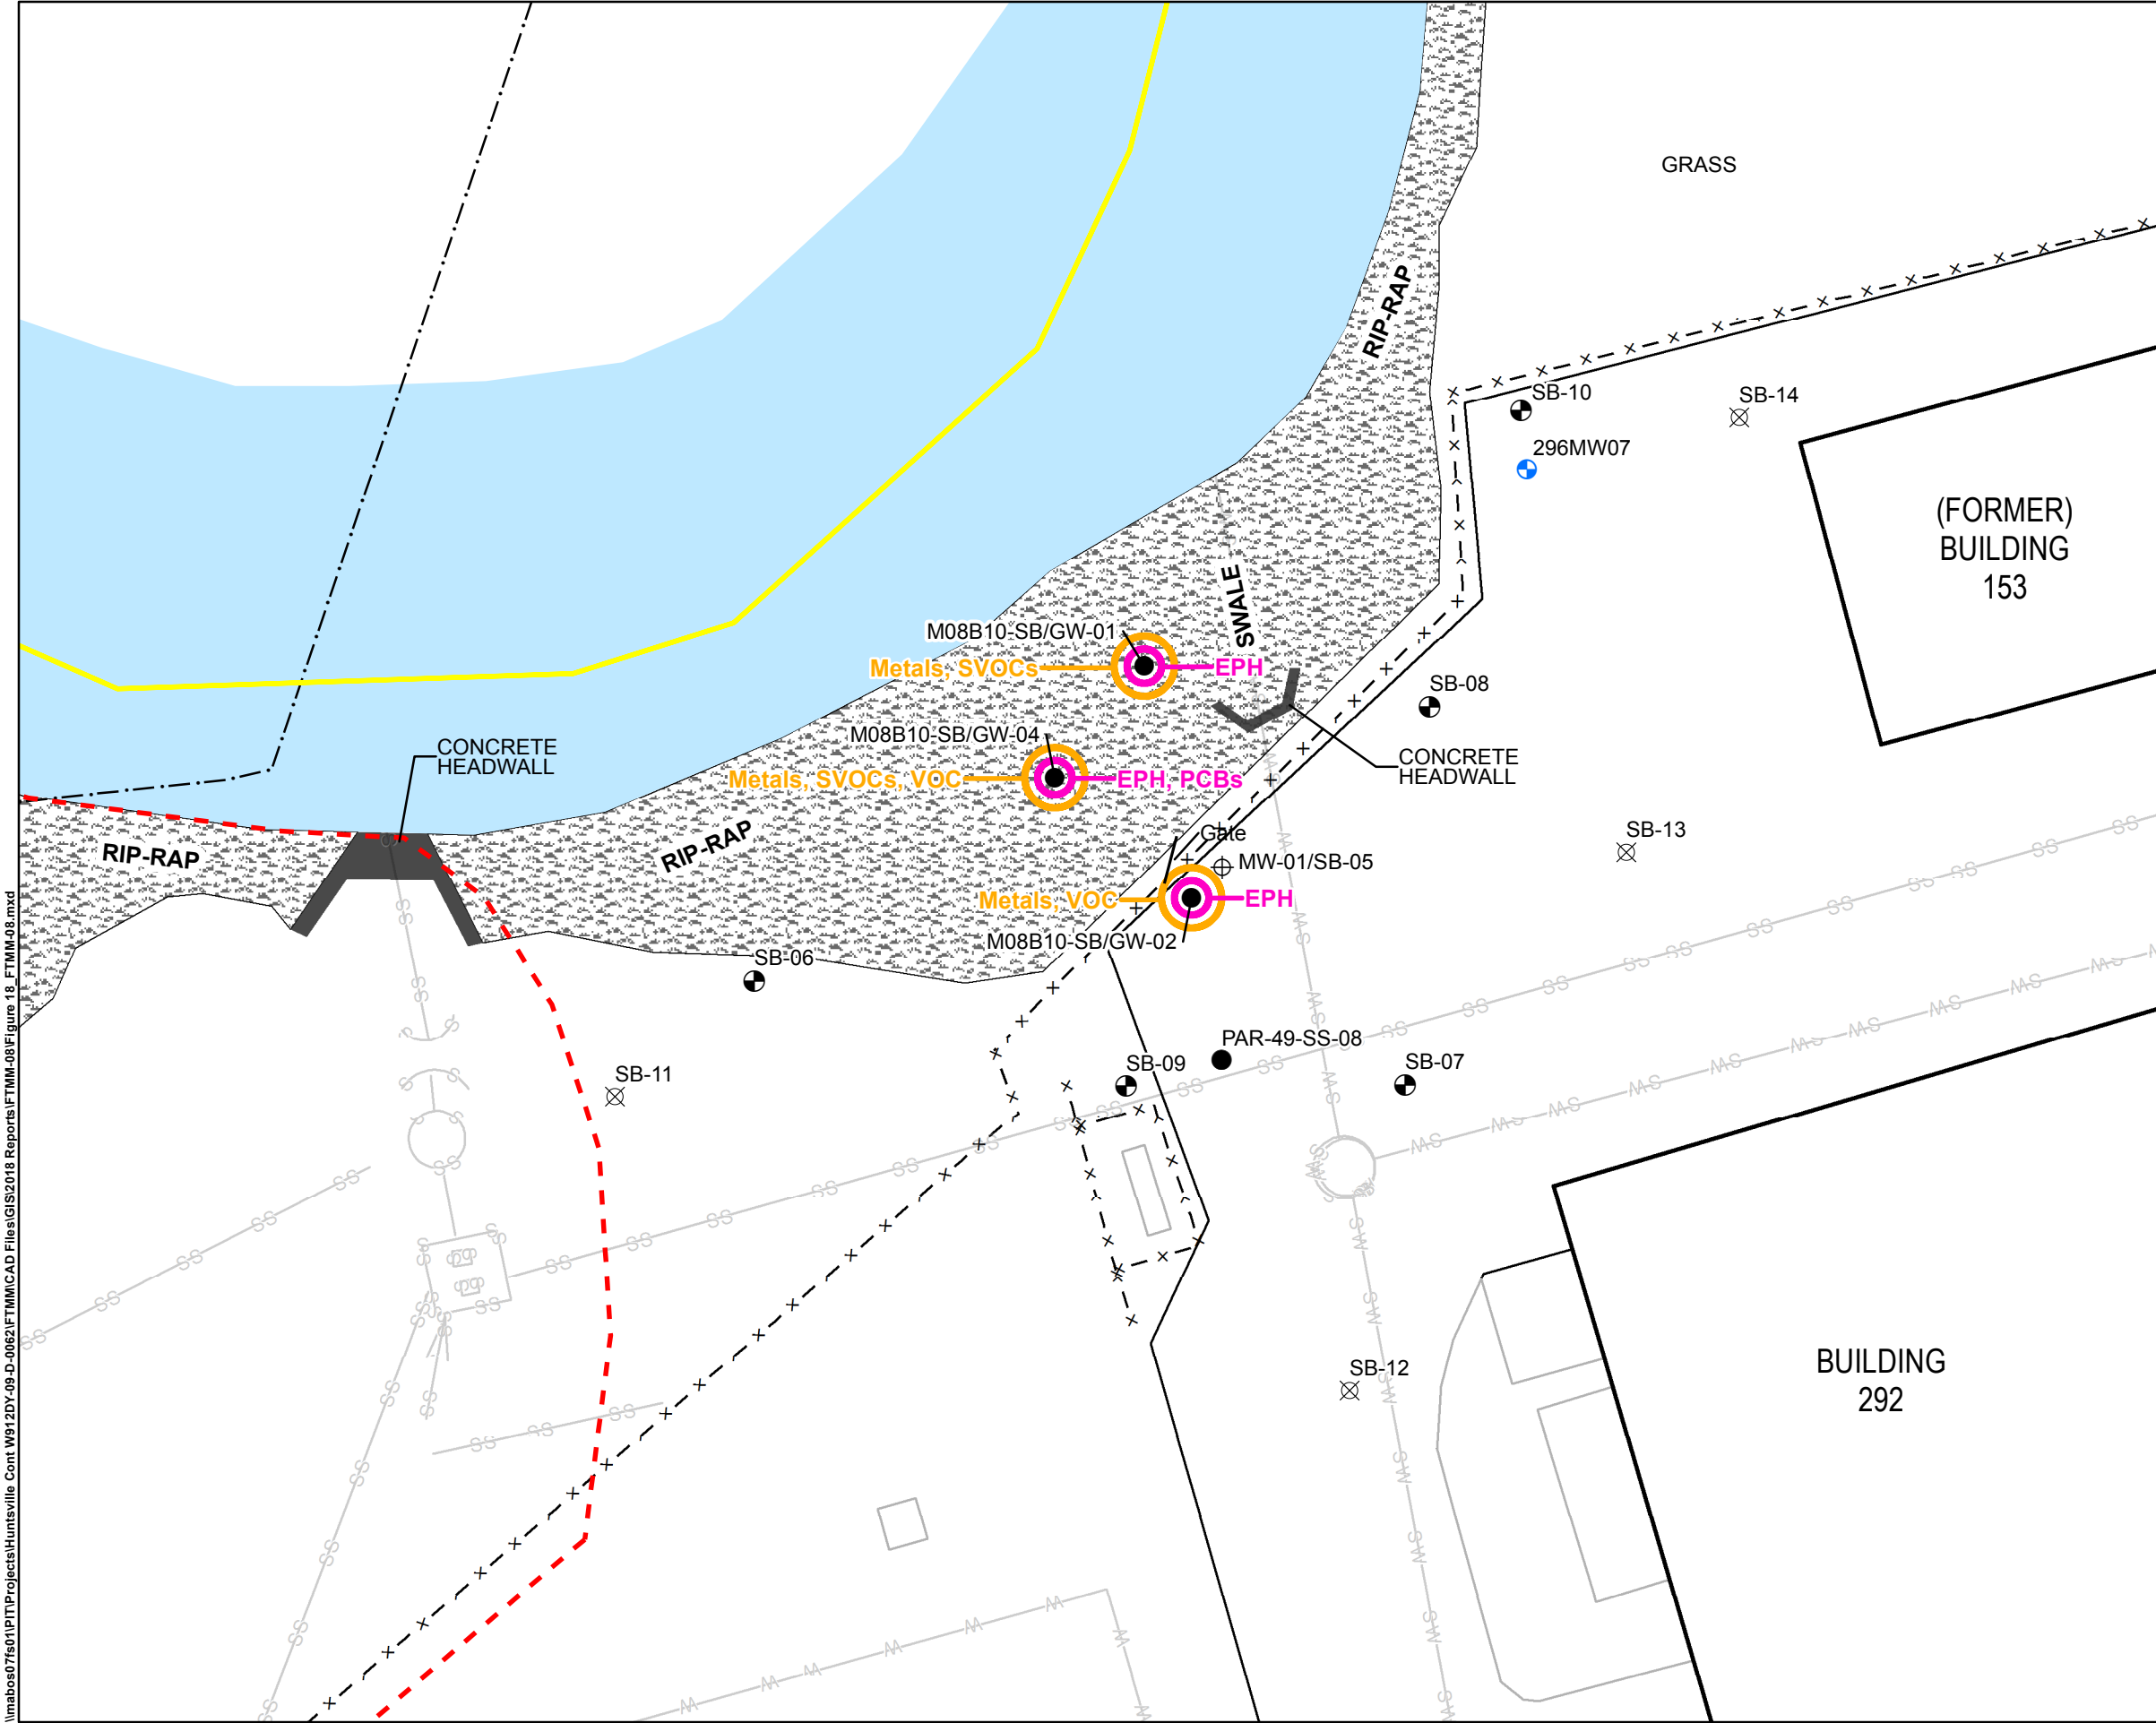 GRASS
RIP-RAP
SB-10
SB-14
296MW07
(FORMER)
BUILDING
153
SWALE
M08B10-SB/GW-01
Metals, SVOCs
EPH
SB-08
M08B10-SB/GW-04
CONCRETE
HEADWALL
CONCRETE
HEADWALL
Metals, SVOCs, VOC
EPH, PCBs
RIP-RAP
RIP-RAP
Gate
SB-13
MW-01/SB-05
Metals, VOC
EPH
M08B10-SB/GW-02
SB-06
PAR-49-SS-08
SB-09
SB-07
SB-11
SB-12
BUILDING
292
\\mabos07fs01\PIT\Projects\Huntsville Cont W912DY-09-D-0062\FTMM\CAD Files\GIS\2018 Reports\FTMM-08\Figure 18_FTMM-08.mxd